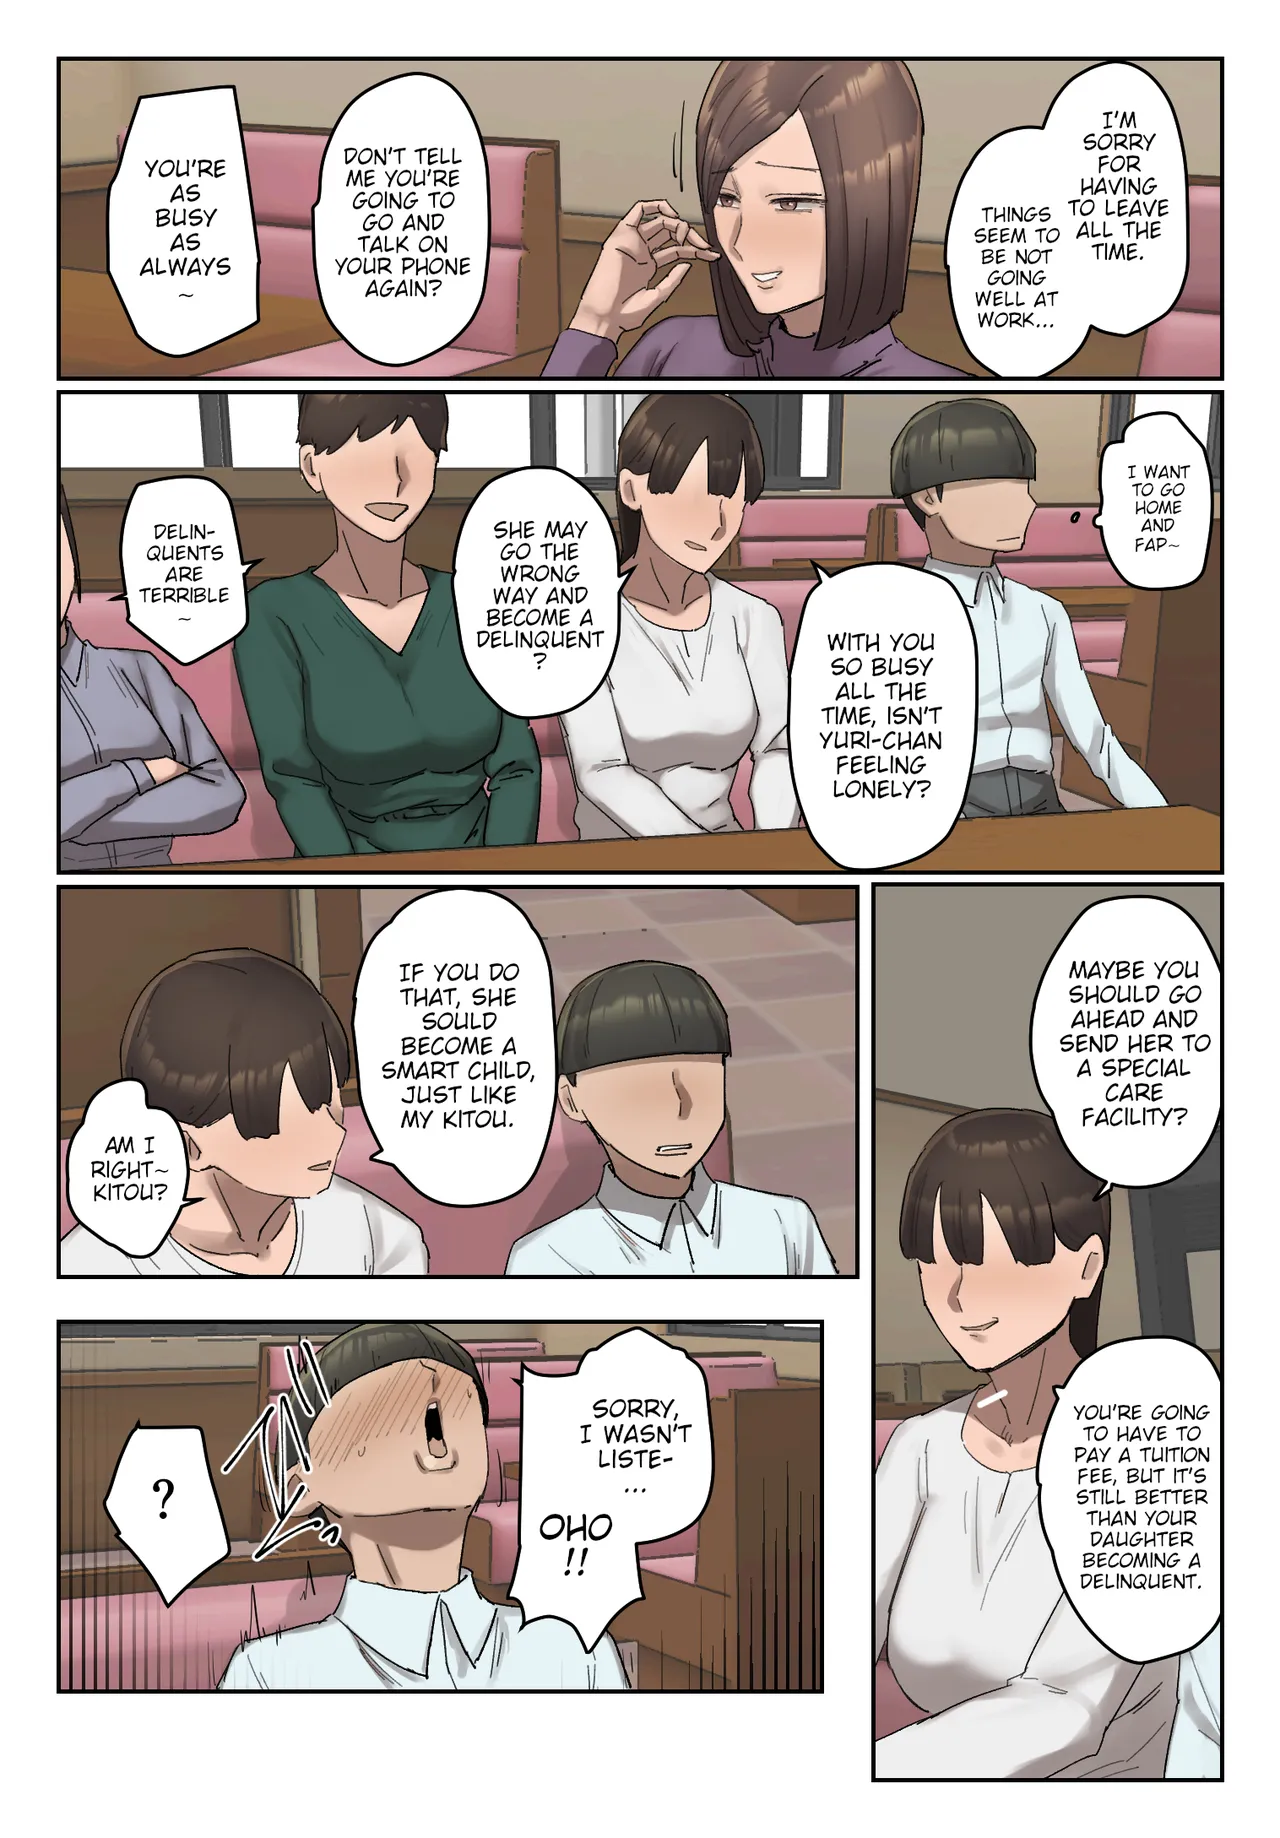 I'M
SORRY
FOR
HAVING
TO LEAVE
ALL THE
TIME.
THINGS
SEEM TO
BE NOT
GOING
WELL AT
WORK...
DON'T TELL
ME YOU'RE
GOING TO
GO AND
TALK ON
YOUR PHONE
AGAIN?
YOU'RE
AS
BUSY
AS
ALWAYS
~
I WANT
TO GO
HOME
AND
FAP~
WITH YOU
SO BUSY
ALL THE
TIME, ISN'T
YURI-CHAN
FEELING
LONELY?
SHE MAY
GO THE
WRONG
WAY AND
BECOME A
DELINQUENT
?
DELIN-
QUENTS
ARE
TERRIBLE
~
MAYBE YOU
SHOULD GO
AHEAD AND
SEND HER TO
A SPECIAL
CARE
FACILITY?
YOU'RE GOING
TO HAVE TO
PAY A TUITION
FEE, BUT IT'S
STILL BETTER
THAN YOUR
DAUGHTER
BECOMING A
DELINQUENT.
IF YOU DO
THAT, SHE
SOULD
BECOME A
SMART CHILD,
JUST LIKE
MY KITOU.
AM I
RIGHT~
KITOU?
SORRY,
I WASN'T
LISTE-
...
OHO
!!
?